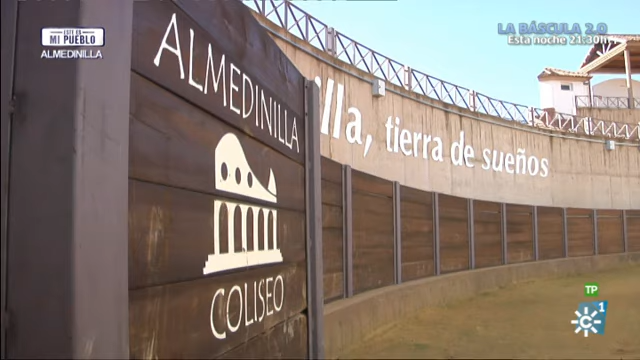 ESTE ES
MI PUEBLO
ALMEDINILLA
LA BÁSCULA 2.0
Esta noche 21:30h
ALMEDINILLA
COLISEO
lla, tierra de sueños
TP
1